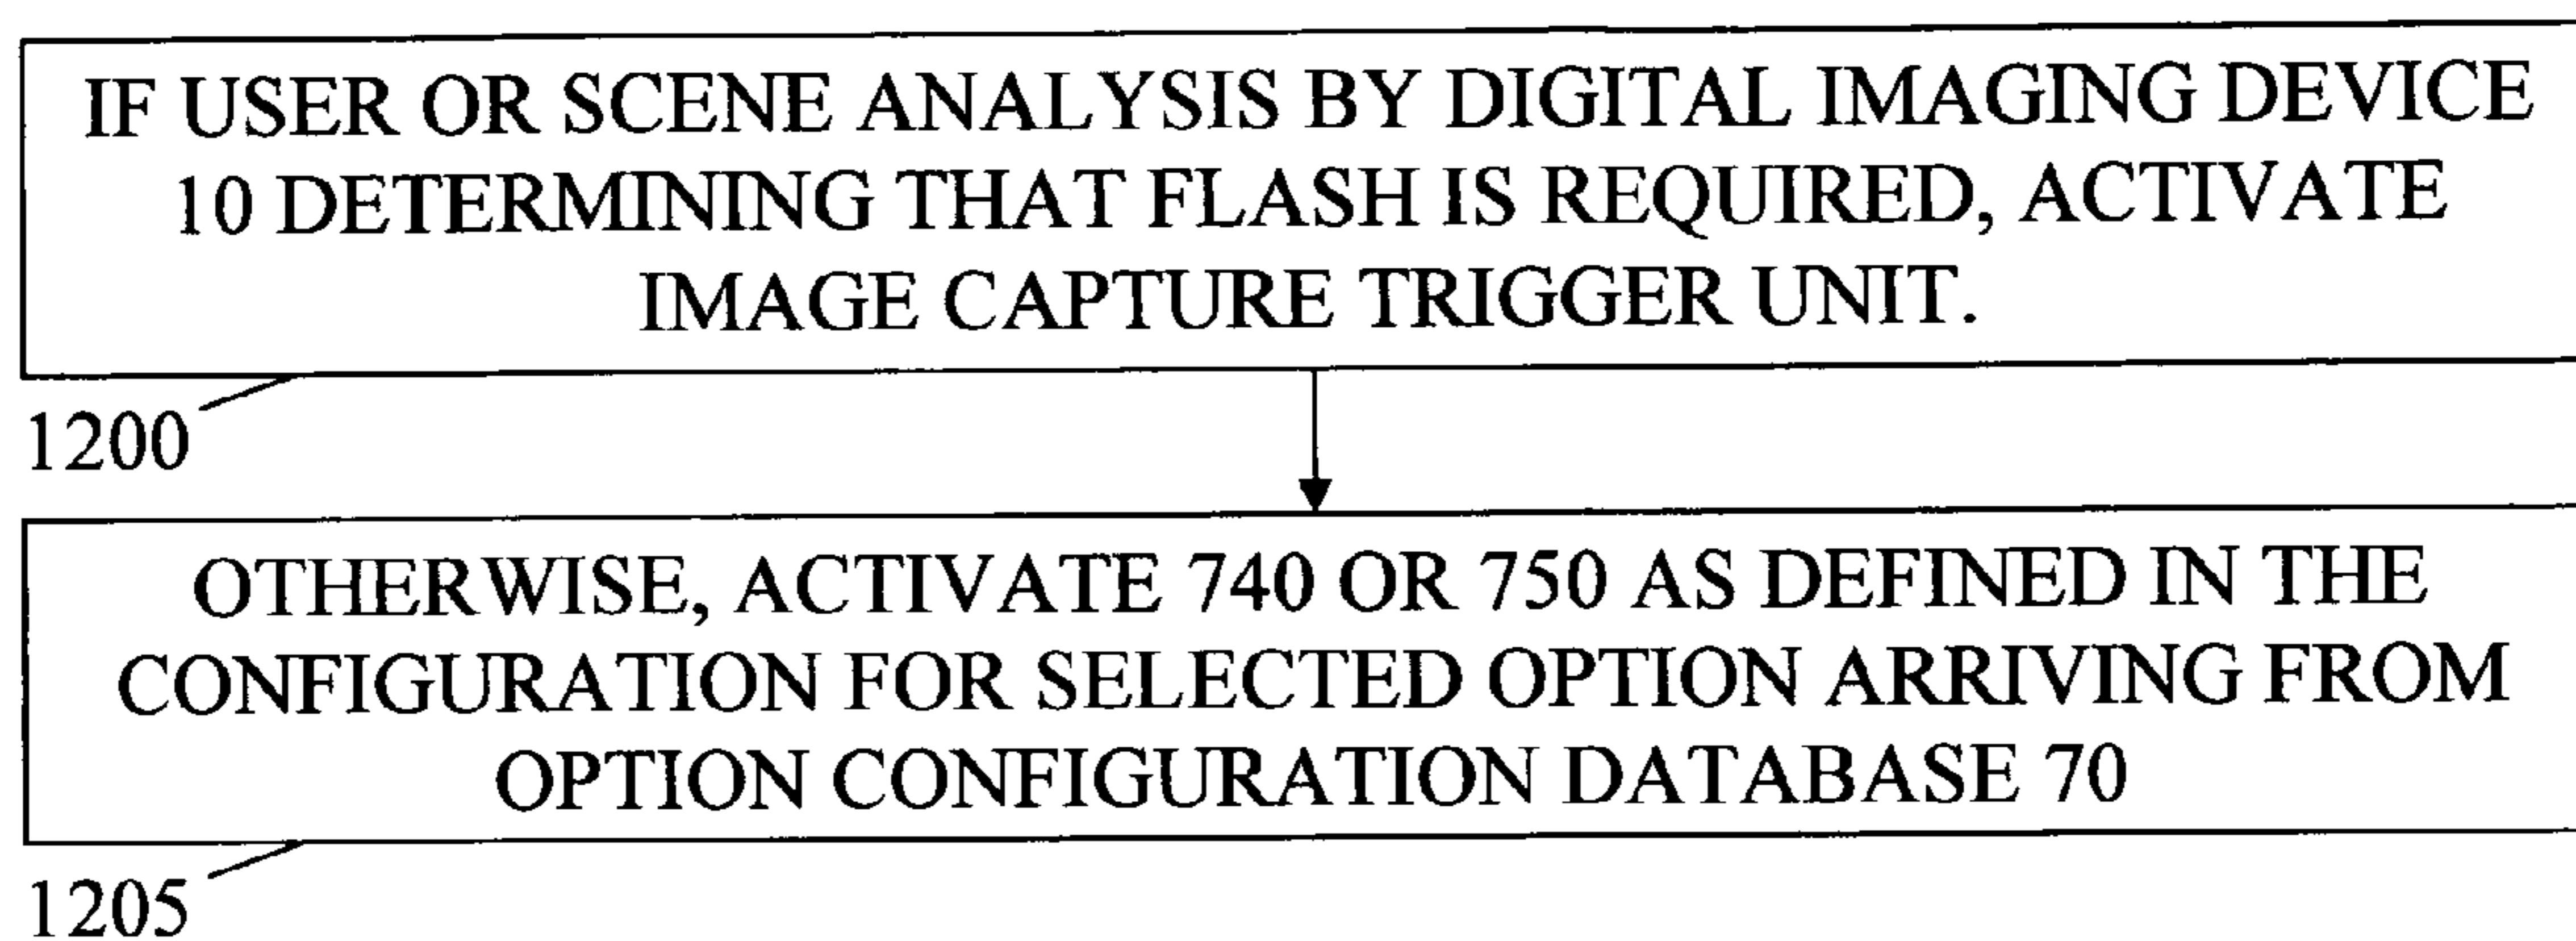 IF USER OR SCENE ANALYSIS BY DIGITAL IMAGING DEVICE
10 DETERMINING THAT FLASH IS REQUIRED, ACTIVATE
IMAGE CAPTURE TRIGGER UNIT.
1200
OTHERWISE, ACTIVATE 740 OR 750 AS DEFINED IN THE
CONFIGURATION FOR SELECTED OPTION ARRIVING FROM
OPTION CONFIGURATION DATABASE 70
1205